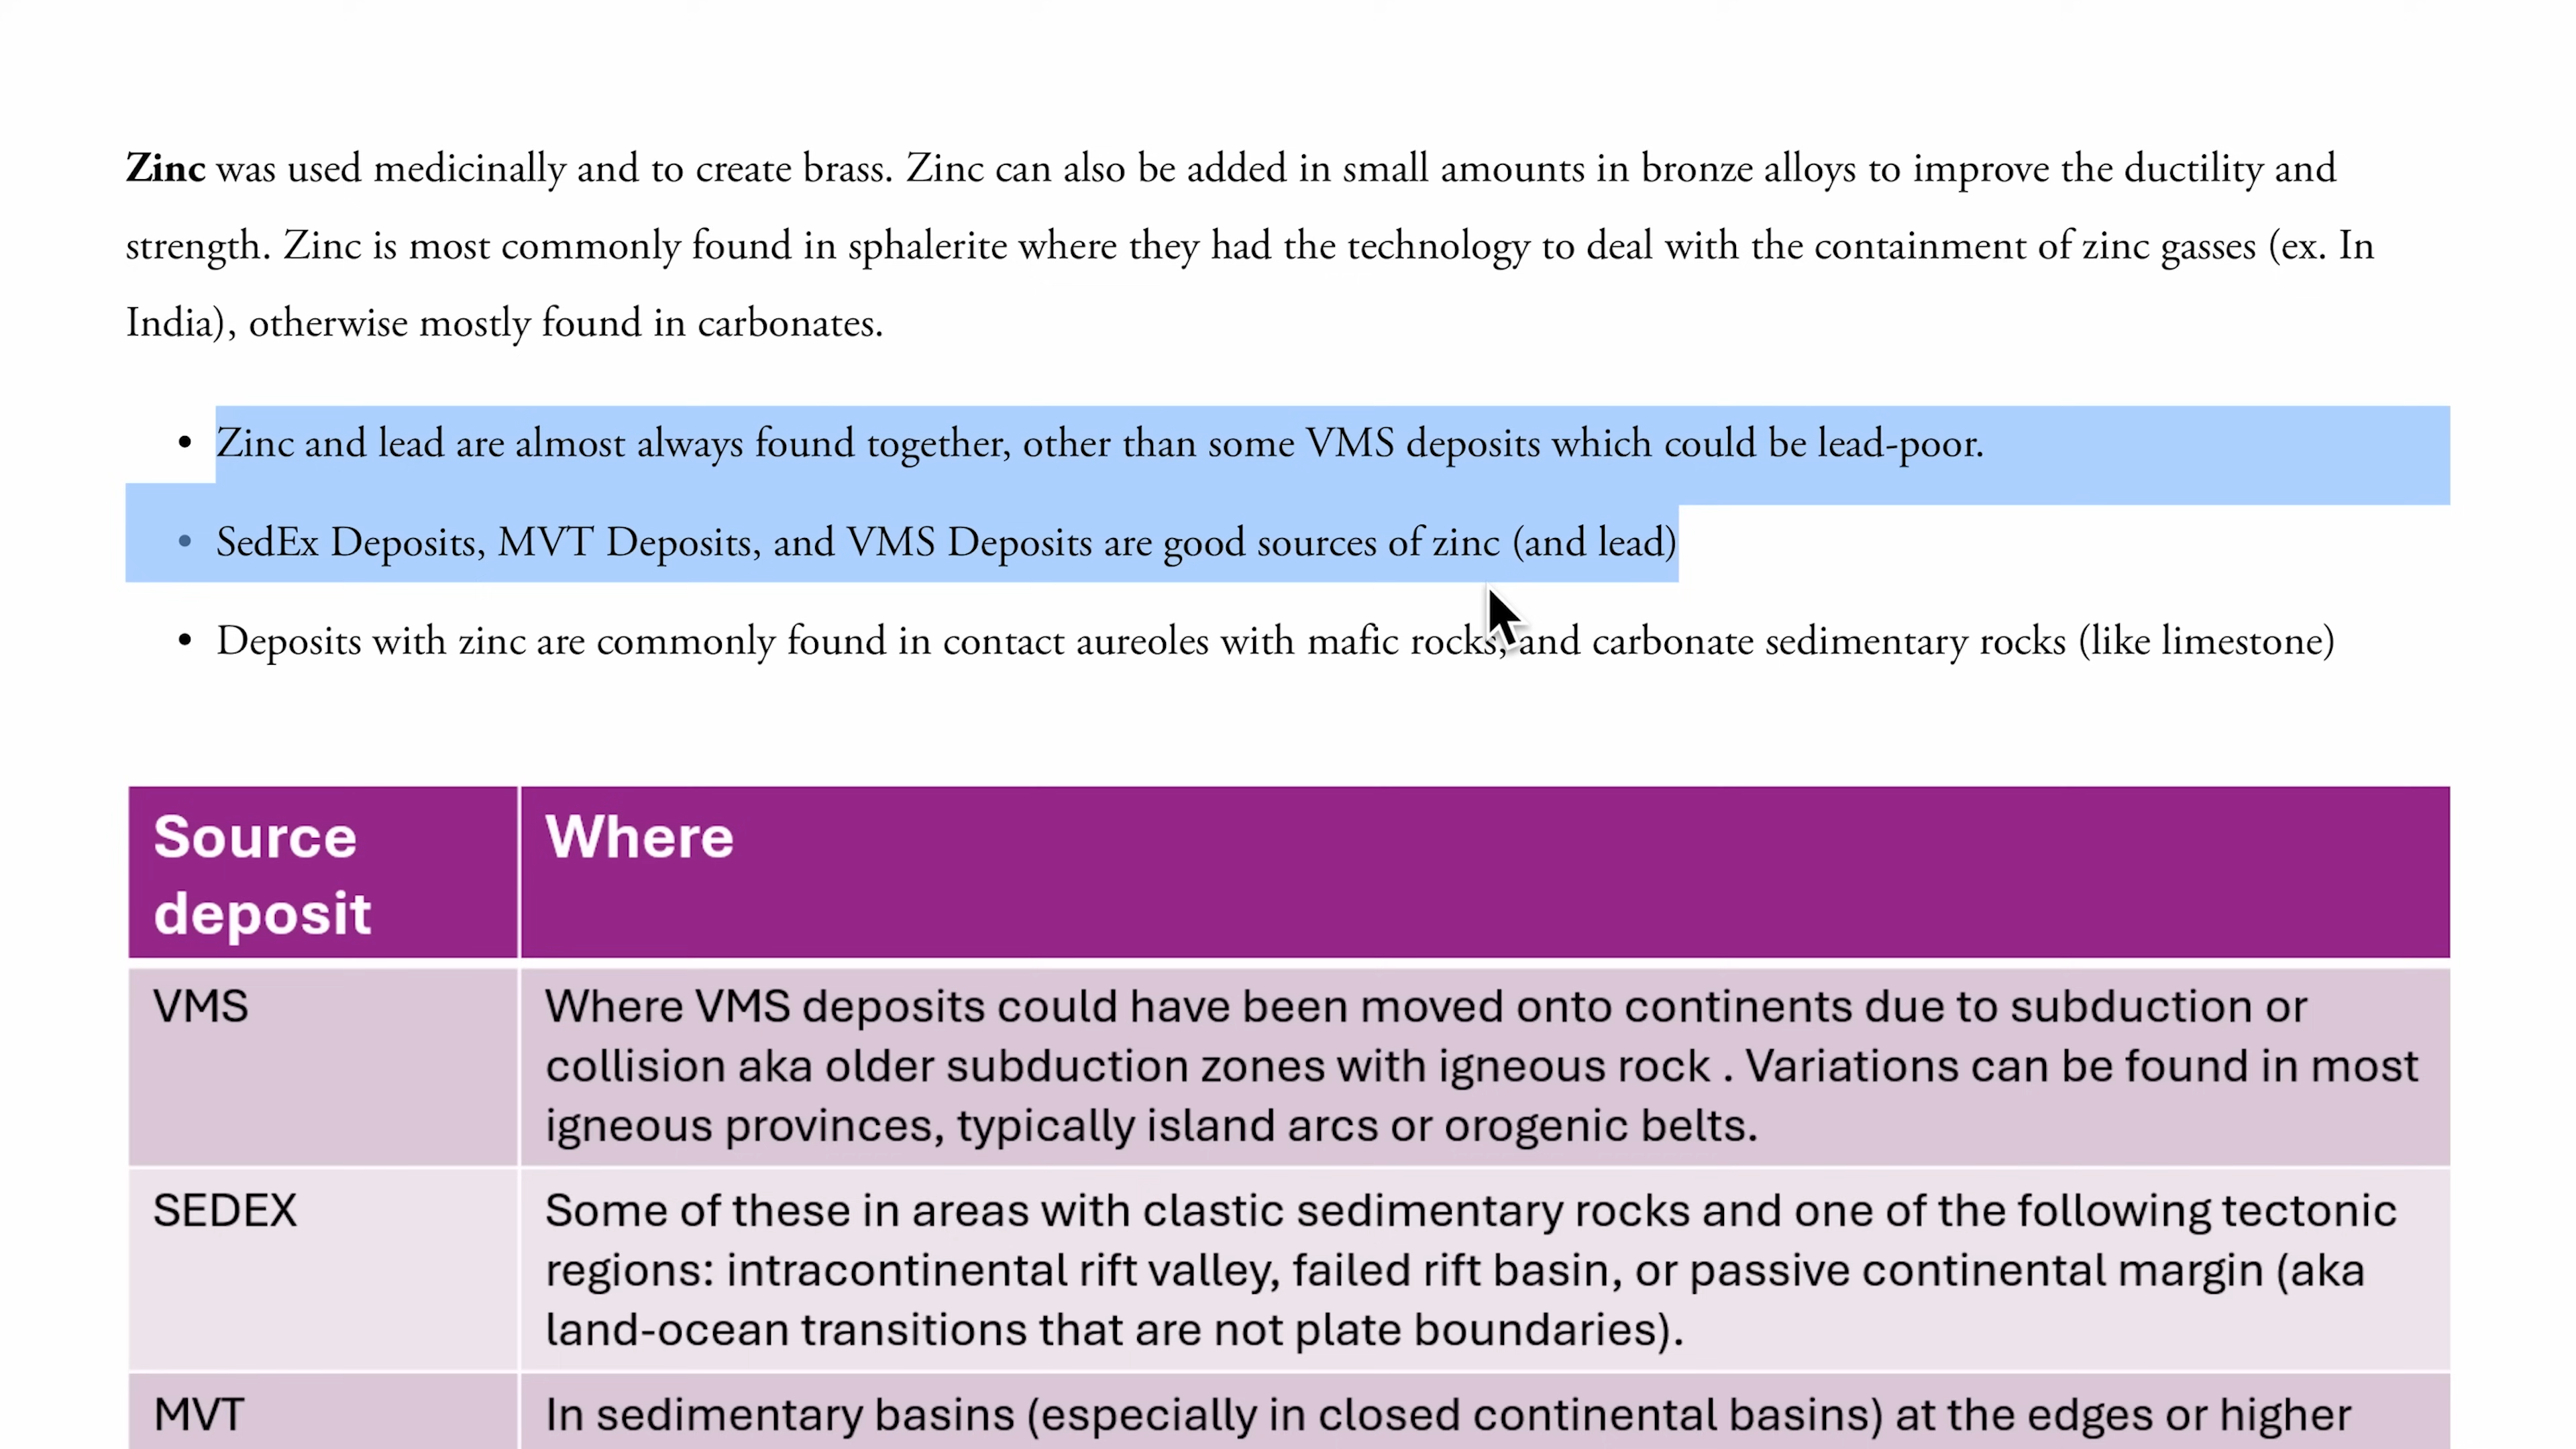 Zinc was used medicinally and to create brass. Zinc can also be added in small amounts in bronze alloys to improve the ductility and
strength. Zinc is most commonly found in sphalerite where they had the technology to deal with the containment of zinc gasses (ex. In
India), otherwise mostly found in carbonates.
• Zinc and lead are almost always found together, other than some VMS deposits which could be lead-poor.
• SedEx Deposits, MVT Deposits, and VMS Deposits are good sources of zinc (and lead)
• Deposits with zinc are commonly found in contact aureoles with mafic rocks, and carbonate sedimentary rocks (like limestone)
Source
deposit
Where
VMS
Where VMS deposits could have been moved onto continents due to subduction or
collision aka older subduction zones with igneous rock . Variations can be found in most
igneous provinces, typically island arcs or orogenic belts.
SEDEX
Some of these in areas with clastic sedimentary rocks and one of the following tectonic
regions: intracontinental rift valley, failed rift basin, or passive continental margin (aka
land-ocean transitions that are not plate boundaries).
MVT
In sedimentary basins (especially in closed continental basins) at the edges or higher